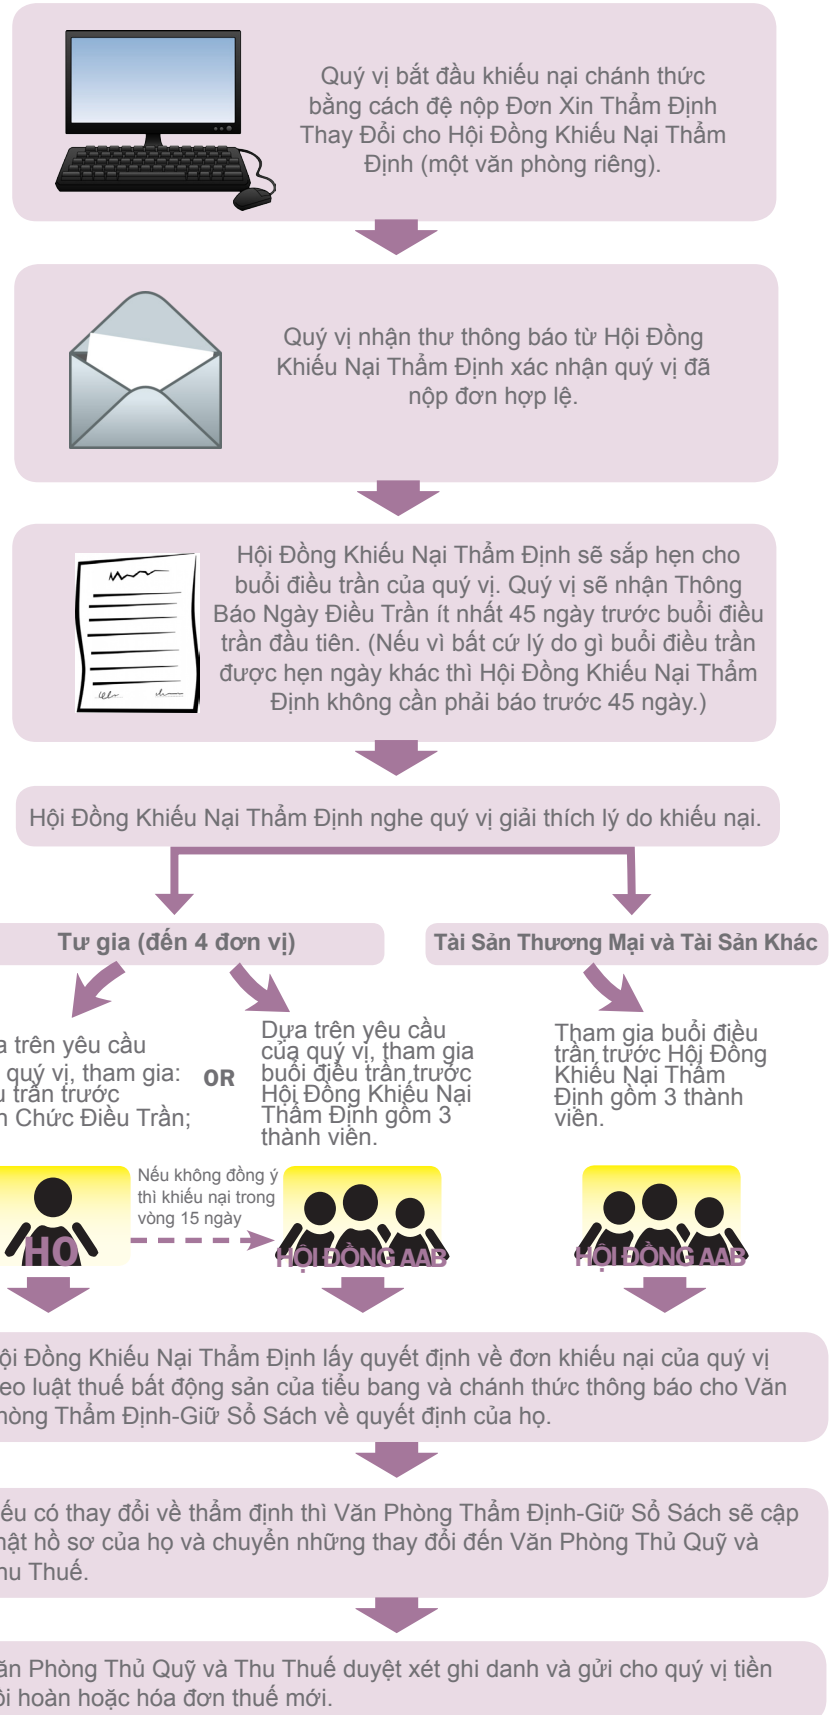 Quý vị bắt đầu khiếu nại chánh thức
bằng cách đệ nộp Đơn Xin Thẩm Định
Thay Đổi cho Hội Đồng Khiếu Nại Thẩm
Định (một văn phòng riêng).
Quý vị nhận thư thông báo từ Hội Đồng
Khiếu Nại Thẩm Định xác nhận quý vị đã
nộp đơn hợp lệ.
Hội Đồng Khiếu Nại Thẩm Định sẽ sắp hẹn cho
buổi điều trần của quý vị. Quý vị sẽ nhận Thông
Báo Ngày Điều Trần ít nhất 45 ngày trước buổi điều
trần đầu tiên. (Nếu vì bất cứ lý do gì buổi điều trần
được hẹn ngày khác thì Hội Đồng Khiếu Nại Thẩm
Định không cần phải báo trước 45 ngày.)
Hội Đồng Khiếu Nại Thẩm Định nghe quý vị giải thích lý do khiếu nại.
Tư gia (đến 4 đơn vị)
Tài Sản Thương Mại và Tài Sản Khác
trên yêu cầu
quý vị, tham gia:
trần trước
Chức Điều Trần;
OR
Dựa trên yêu cầu
của quý vị, tham gia
buổi điều trần trước
Hội Đồng Khiếu Nại
Thẩm Định gồm 3
thành viên.
Tham gia buổi điều
trần trước Hội Đồng
Khiếu Nại Thẩm
Định gồm 3 thành
viên.
HO
Nếu không đồng ý
thì khiếu nại trong
vòng 15 ngày
HỘI ĐỒNG AAB
HỘI ĐỒNG AAB
Đồng Khiếu Nại Thẩm Định lấy quyết định về đơn khiếu nại của quý vị
luật thuế bất động sản của tiểu bang và chánh thức thông báo cho Văn
Thẩm Định-Giữ Sổ Sách về quyết định của họ.
có thay đổi về thẩm định thì Văn Phòng Thẩm Định-Giữ Sổ Sách sẽ cập
hồ sơ của họ và chuyển những thay đổi đến Văn Phòng Thủ Quỹ và
Thuế.
Phòng Thủ Quỹ và Thu Thuế duyệt xét ghi danh và gửi cho quý vị tiền
hoàn hoặc hóa đơn thuế mới.